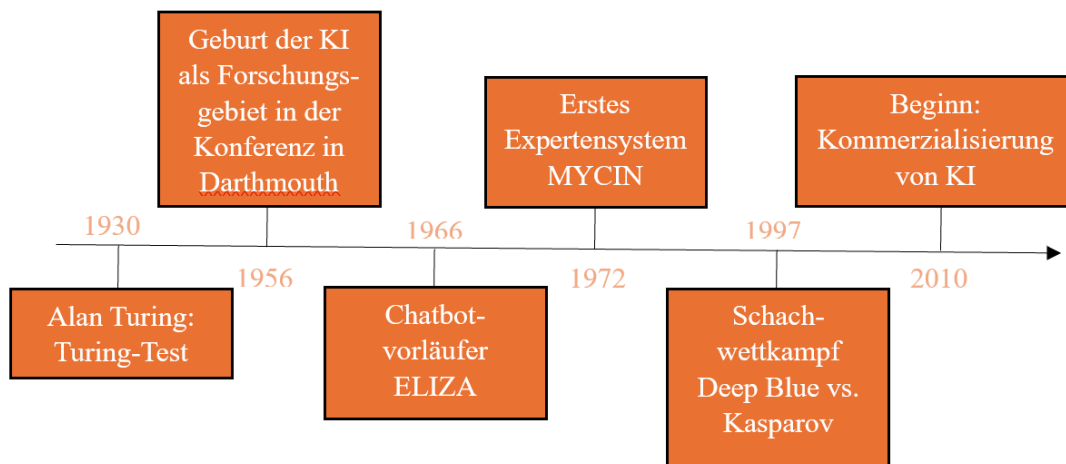 Geburt der KI
als Forschungs-
gebiet in der
Konferenz in
Darthmouth
Erstes
Expertensystem
MYCIN
Beginn:
Kommerzialisierung
von KI
1930
1966
1997
1956
1972
2010
Alan Turing:
Turing-Test
Chatbot-
vorläufer
ELIZA
Schach-
wettkampf
Deep Blue vs.
Kasparov